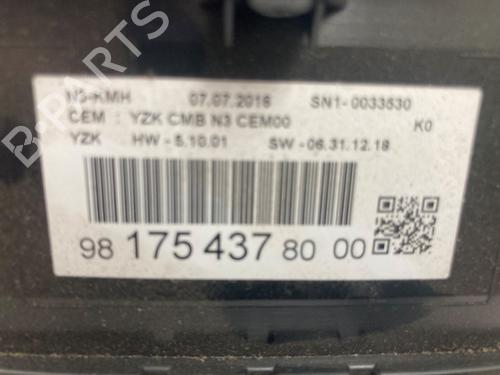 B-PARTS
N3-KMH 07.07.2016 SN1-0033530
CEM : YZK CMB N3 CEM00 K0
YZK HW - 5.10.01 SW - 06.31.12.18
98 175 437 80 00